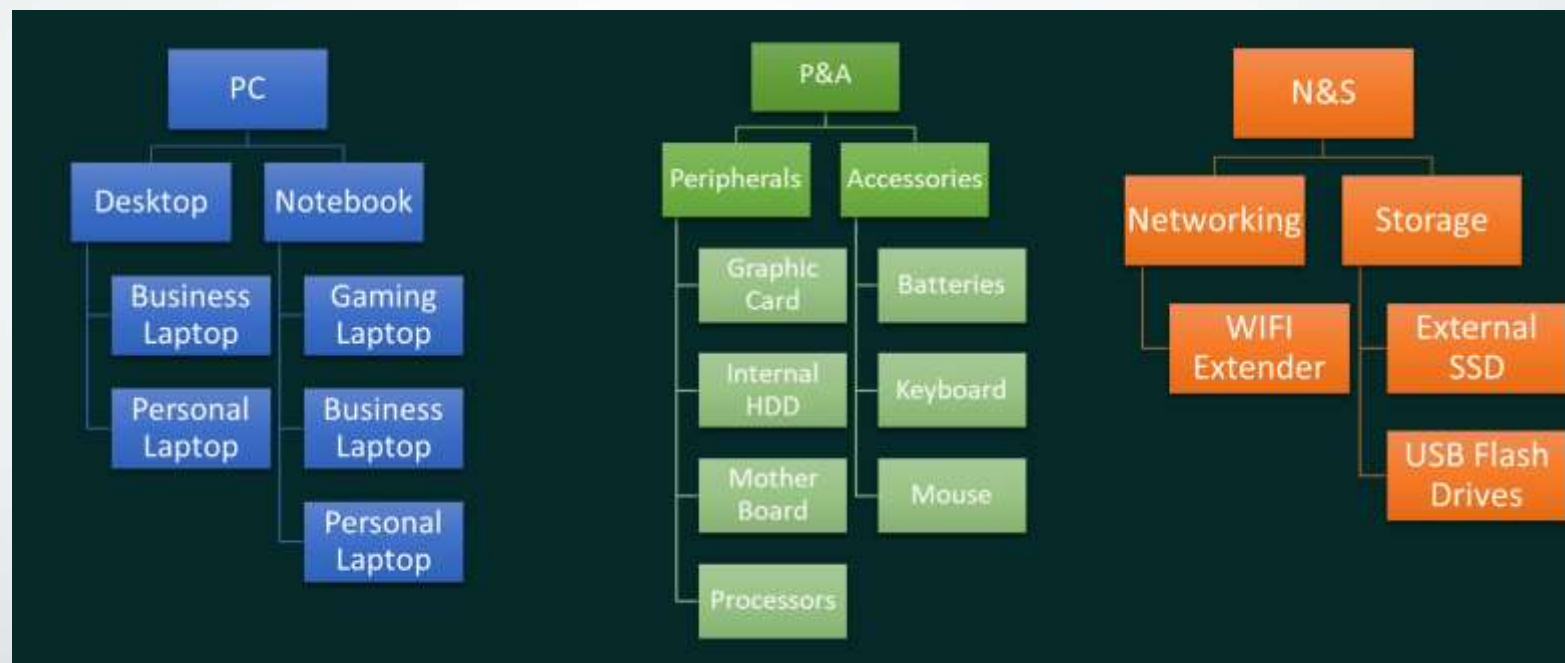 PC
Desktop
Notebook
Business
Laptop
Personal
Laptop
Gaming
Laptop
Business
Laptop
Personal
Laptop
P&A
Peripherals
Accessories
Graphic
Card
Internal
HDD
Mother
Board
Processors
Batteries
Keyboard
Mouse
N&S
Networking
Storage
WIFI
Extender
External
SSD
USB Flash
Drives